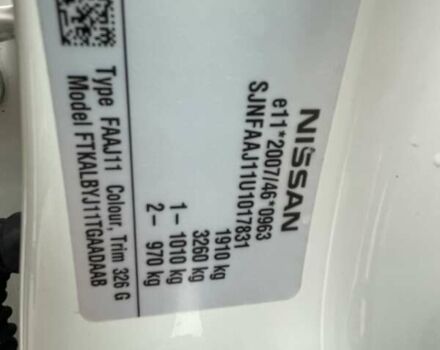 NISSAN
e11*2007/46*0963
SJNFAAJ11U1017831
1910 kg
3260 kg
1– 1010 kg
2– 970 kg
Type FAAJ11 Colour, Trim 326 G
Model FTKALBYJ11TGAADAAB